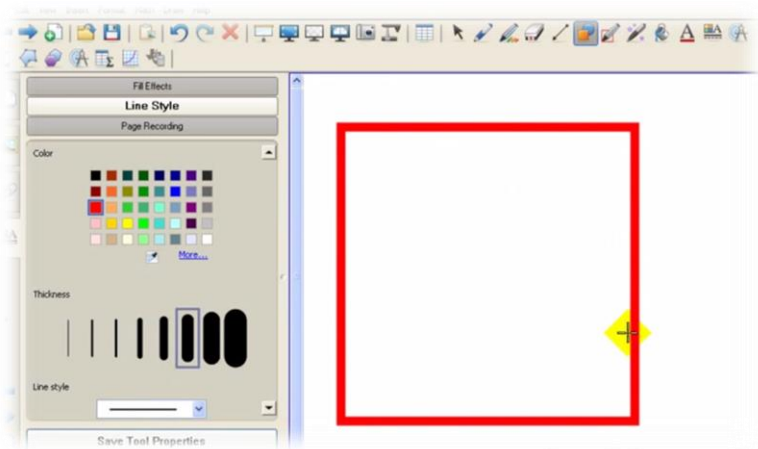 Fill Effects
Line Style
Page Recording
Color
More...
Thickness
Line style
Save Tool Properties